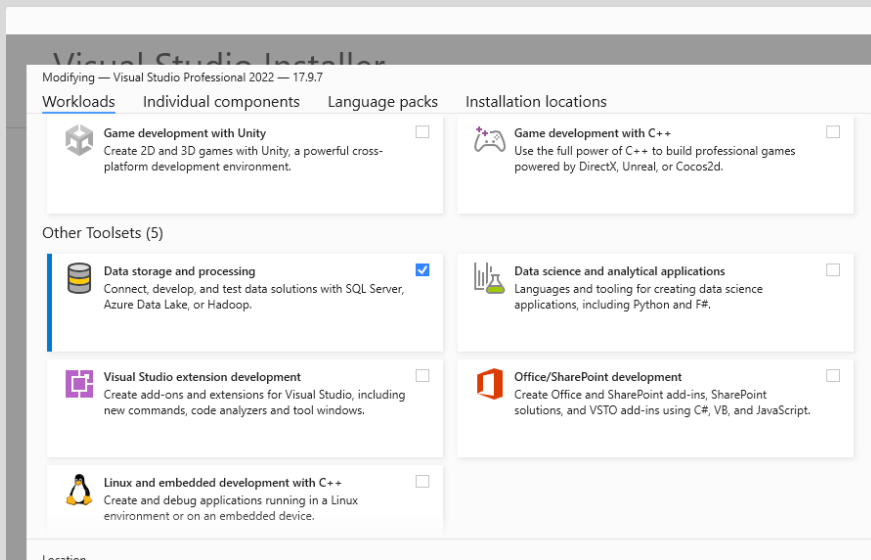 Visual Studio Installer
Modifying — Visual Studio Professional 2022 — 17.9.7
Workloads Individual components Language packs Installation locations
Game development with Unity
Create 2D and 3D games with Unity, a powerful cross-
platform development environment.
Game development with C++
Use the full power of C++ to build professional games
powered by DirectX, Unreal, or Cocos2d.
Other Toolsets (5)
Data storage and processing
Connect, develop, and test data solutions with SQL Server,
Azure Data Lake, or Hadoop.
Data science and analytical applications
Languages and tooling for creating data science
applications, including Python and F#.
Visual Studio extension development
Create add-ons and extensions for Visual Studio, including
new commands, code analyzers and tool windows.
Office/SharePoint development
Create Office and SharePoint add-ins, SharePoint
solutions, and VSTO add-ins using C#, VB, and JavaScript.
Linux and embedded development with C++
Create and debug applications running in a Linux
environment or on an embedded device.
Location